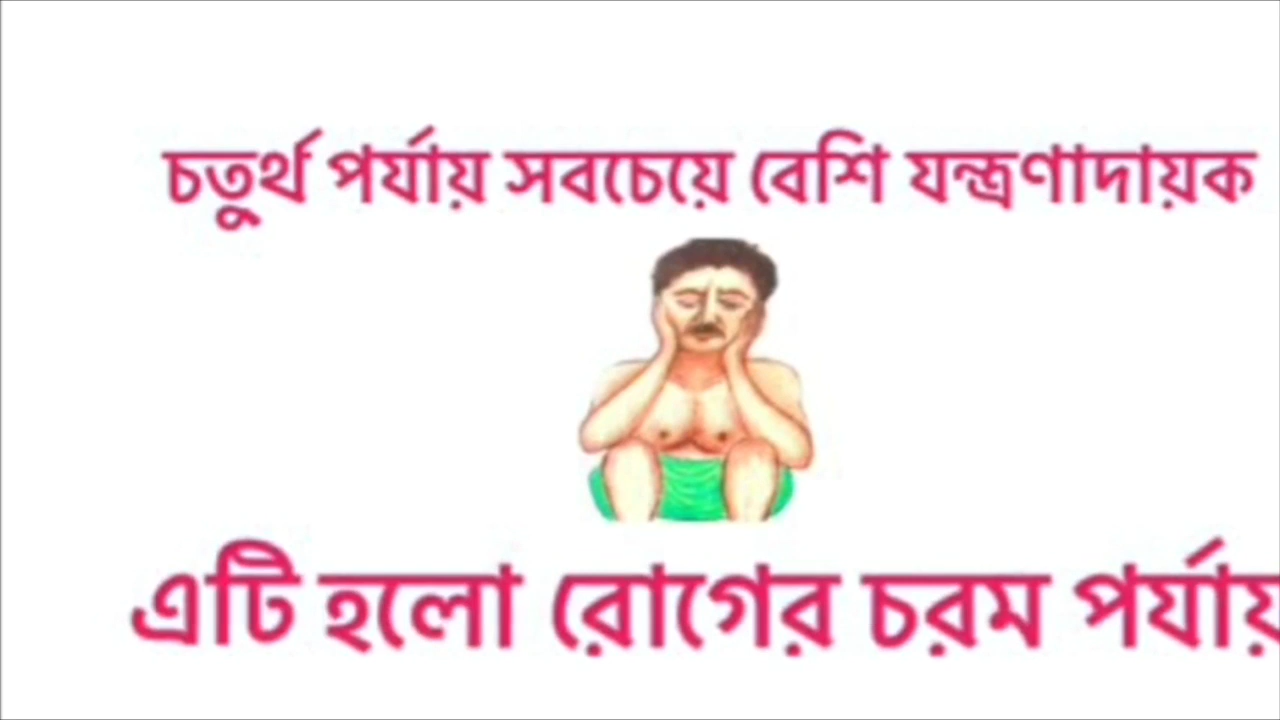 চতুর্থ পর্যায় সবচেয়ে বেশি যন্ত্রণাদায়ক
এটি হলো রোগের চরম পর্যায়